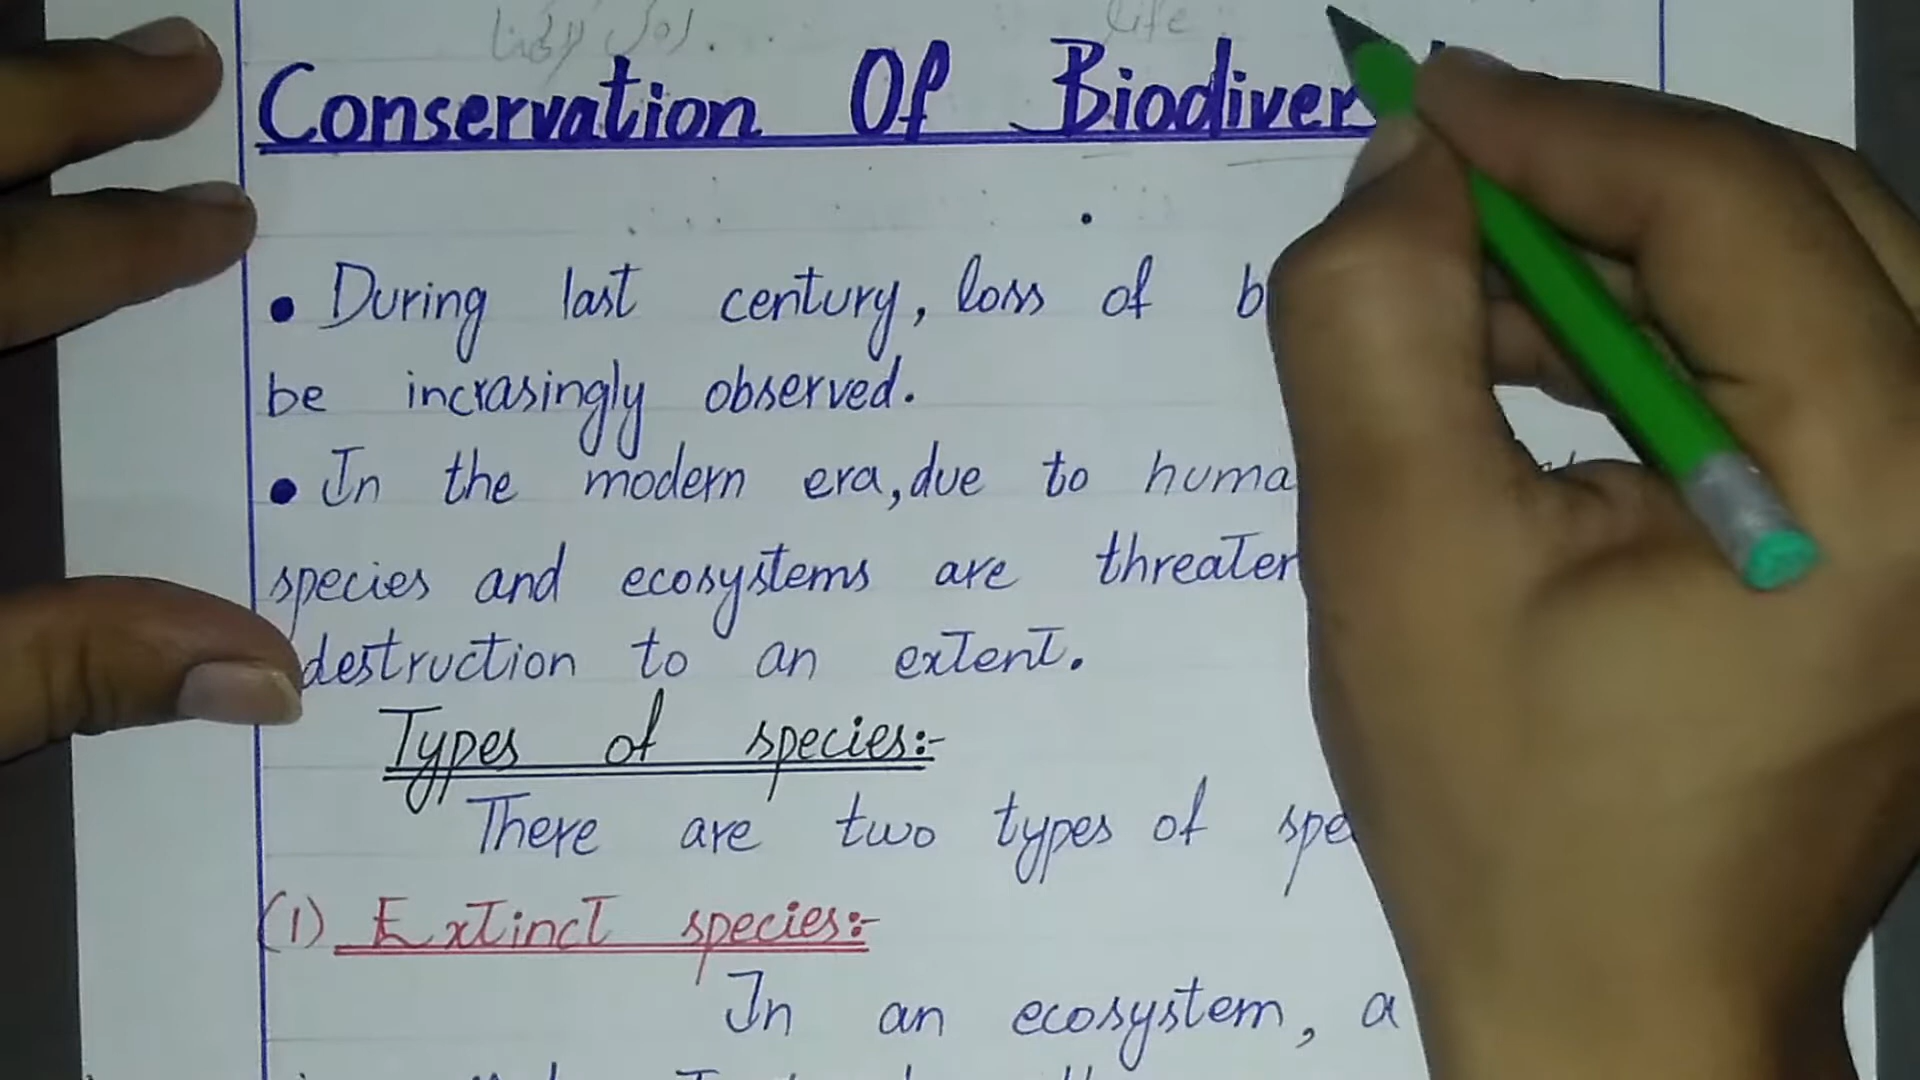 life
Conservation Of Biodiver
• During last century, loss of b
be incrasingly observed.
• In the modern era, due to huma
species and ecosystems are threaten
destruction to an extent.
Types of species:-
There are two types of spe
(1) Extinct species:-
In an ecosystem, a